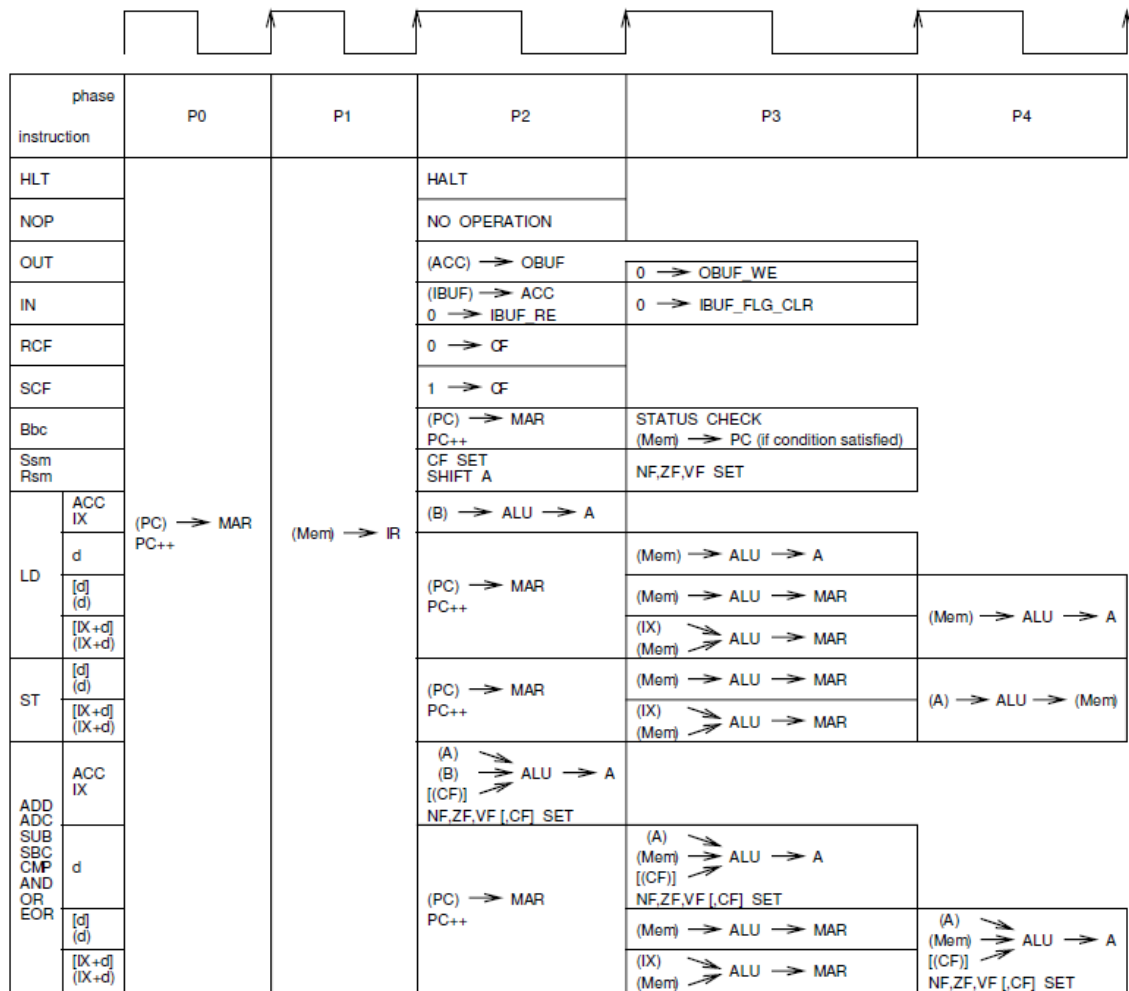 phase
instruction
P0
P1
P2
P3
P4
HLT
HALT
NOP
NO OPERATION
OUT
(ACC) → OBUF
0 → OBUF_WE
IN
(IBUF) → ACC
0 → IBUF_RE
0 → IBUF_FLG_CLR
RCF
0 → CF
SCF
1 → CF
Bbc
(PC) → MAR
PC++
STATUS CHECK
(Mem) → PC (if condition satisfied)
Ssm
Rsm
CF SET
SHIFT A
NF,ZF,VF SET
(PC) → MAR
PC++
(Mem) → IR
LD
ACC
IX
(B) → ALU → A
d
(PC) → MAR
PC++
(Mem) → ALU → A
[d]
(d)
(Mem) → ALU → MAR
[IX+d]
(IX+d)
(IX)
(Mem) → ALU → MAR
(Mem) → ALU → A
ST
[d]
(d)
(PC) → MAR
PC++
(Mem) → ALU → MAR
[IX+d]
(IX+d)
(IX)
(Mem) → ALU → MAR
(A) → ALU → (Mem)
ADD
ADC
SUB
SBC
CMP
AND
OR
EOR
ACC
IX
(A)
(B) → ALU → A
[(CF)]
NF,ZF,VF [,CF] SET
d
(PC) → MAR
PC++
(A)
(Mem) → ALU → A
[(CF)]
NF,ZF,VF [,CF] SET
[d]
(d)
(Mem) → ALU → MAR
[IX+d]
(IX+d)
(IX)
(Mem) → ALU → MAR
(A)
(Mem) → ALU → A
[(CF)]
NF,ZF,VF [,CF] SET